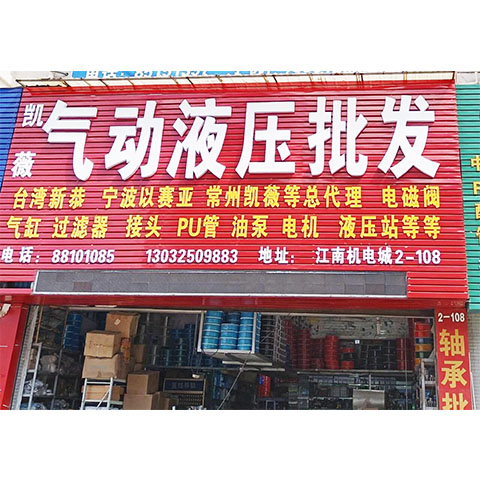 凯薇
气动液压批发
台湾新恭 宁波以赛亚 常州凯薇等总代理 电磁阀
气缸 过滤器 接头 PU管 油泵 电机 液压站等等
电话：88101085 13032509883 地址：江南机电城2-108
2-108
轴承批